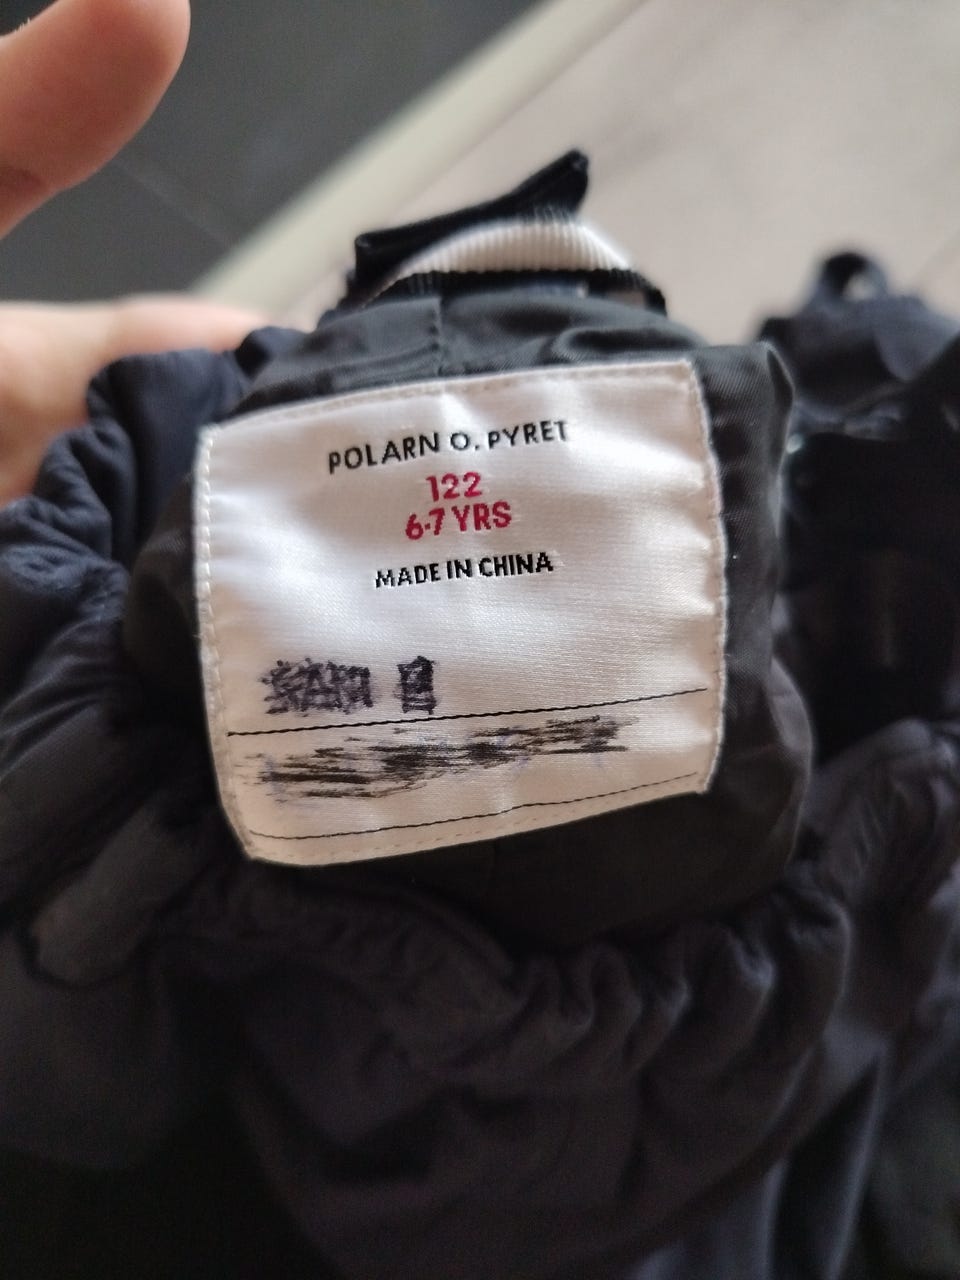 POLARN O. PYRET
122
6-7 YRS
MADE IN CHINA